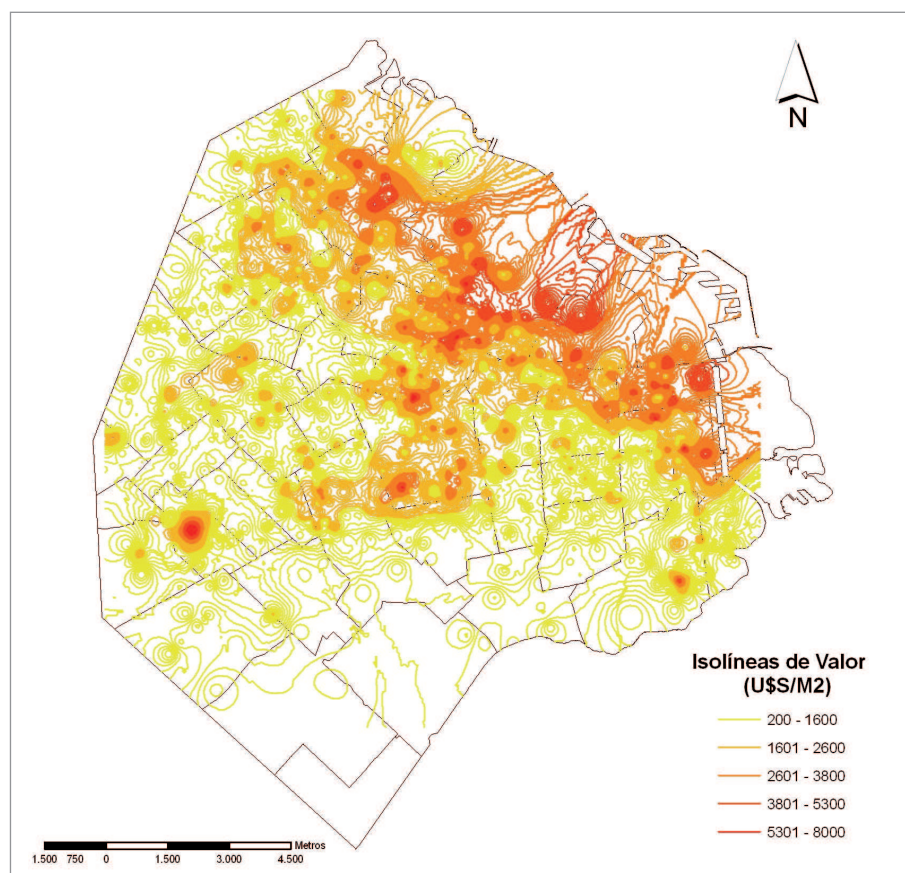 N
Isolíneas de Valor
(U$S/M2)
200 - 1600
1601 - 2600
2601 - 3800
3801 - 5300
5301 - 8000
Metros
1.500 750 0 1.500 3.000 4.500